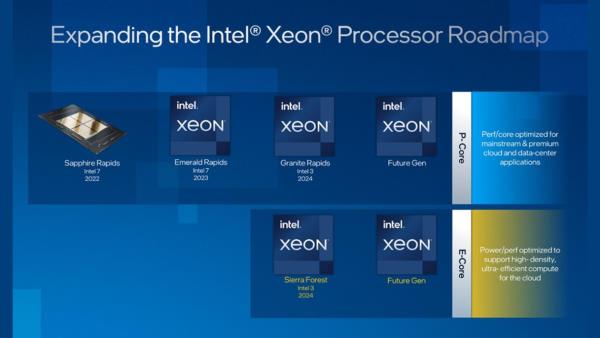 Expanding the Intel® Xeon® Processor Roadmap
intel.
xeon®
intel.
xeon®
intel.
xeon®
Sapphire Rapids
Intel 7
2022
Emerald Rapids
Intel 7
2023
Granite Rapids
Intel 3
2024
Future Gen
P-Core
Perf/core optimized for
mainstream & premium
cloud and data-center
applications
intel.
xeon®
intel.
xeon®
Sierra Forest
Intel 3
2024
Future Gen
E-Core
Power/perf optimized to
support high-density,
ultra- efficient compute
for the cloud